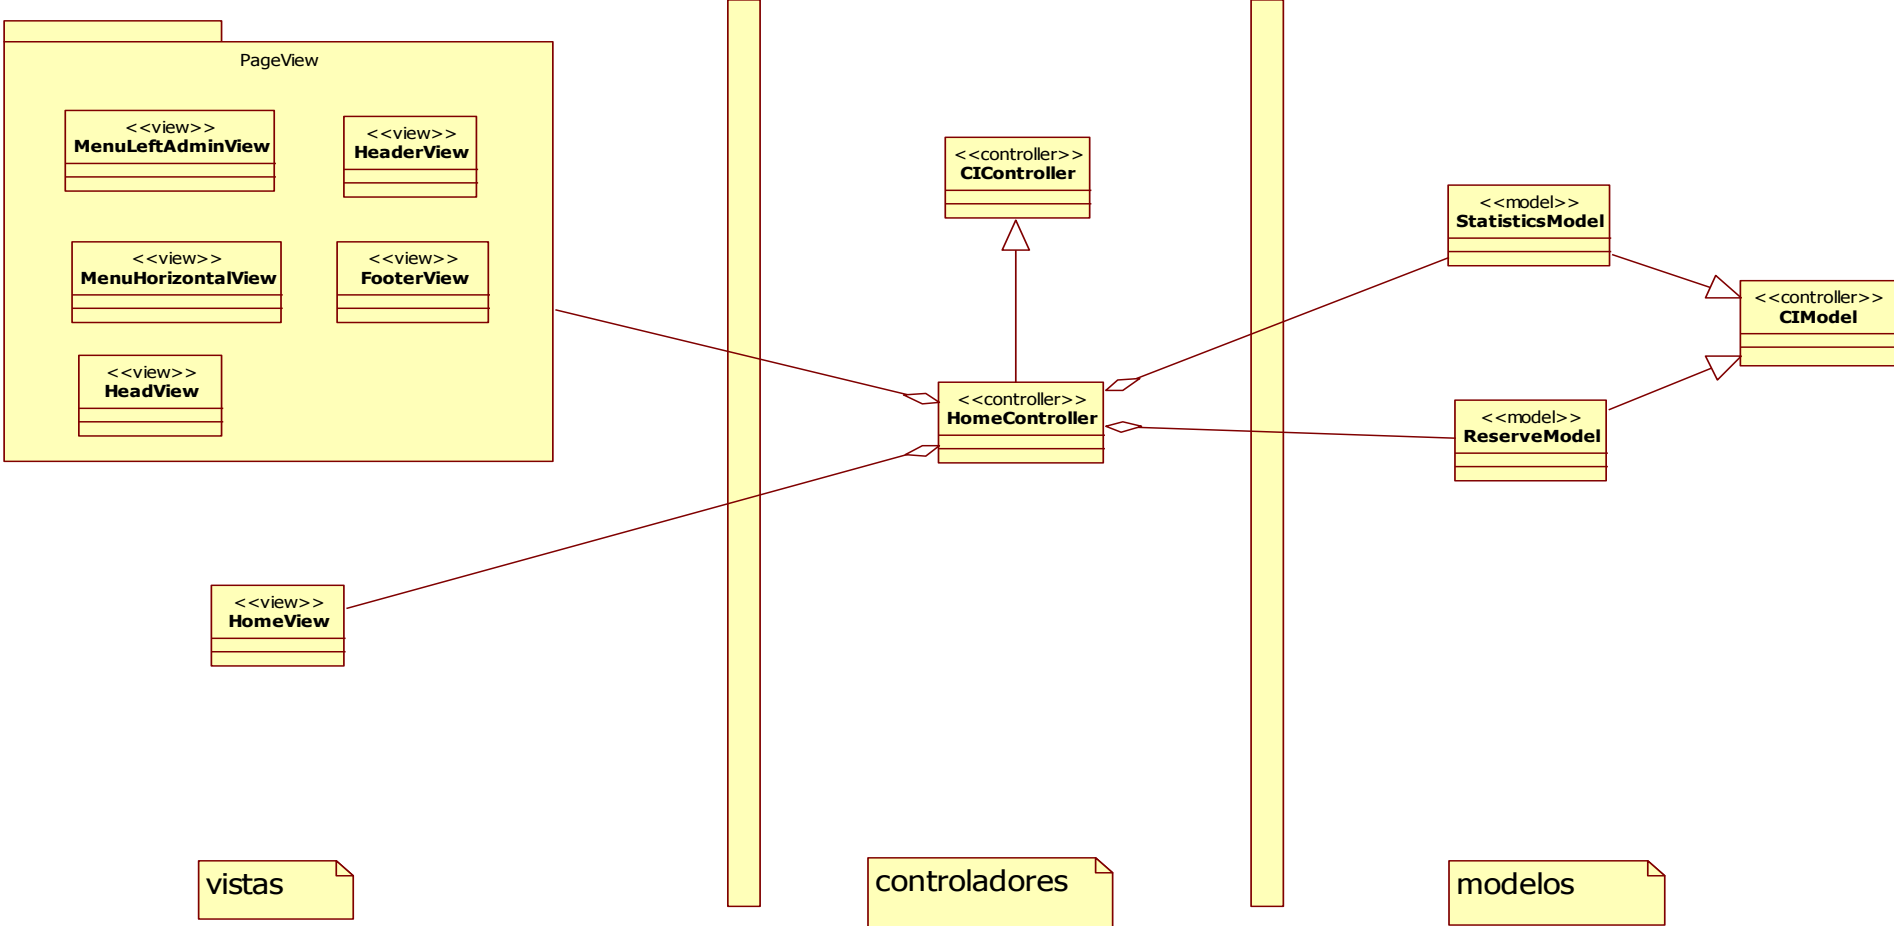 PageView
<<view>>
MenuLeftAdminView
<<view>>
HeaderView
<<view>>
MenuHorizontalView
<<view>>
FooterView
<<view>>
HeadView
<<view>>
HomeView
<<controller>>
CIController
<<controller>>
HomeController
<<model>>
StatisticsModel
<<controller>>
CIModel
<<model>>
ReserveModel
vistas
controladores
modelos